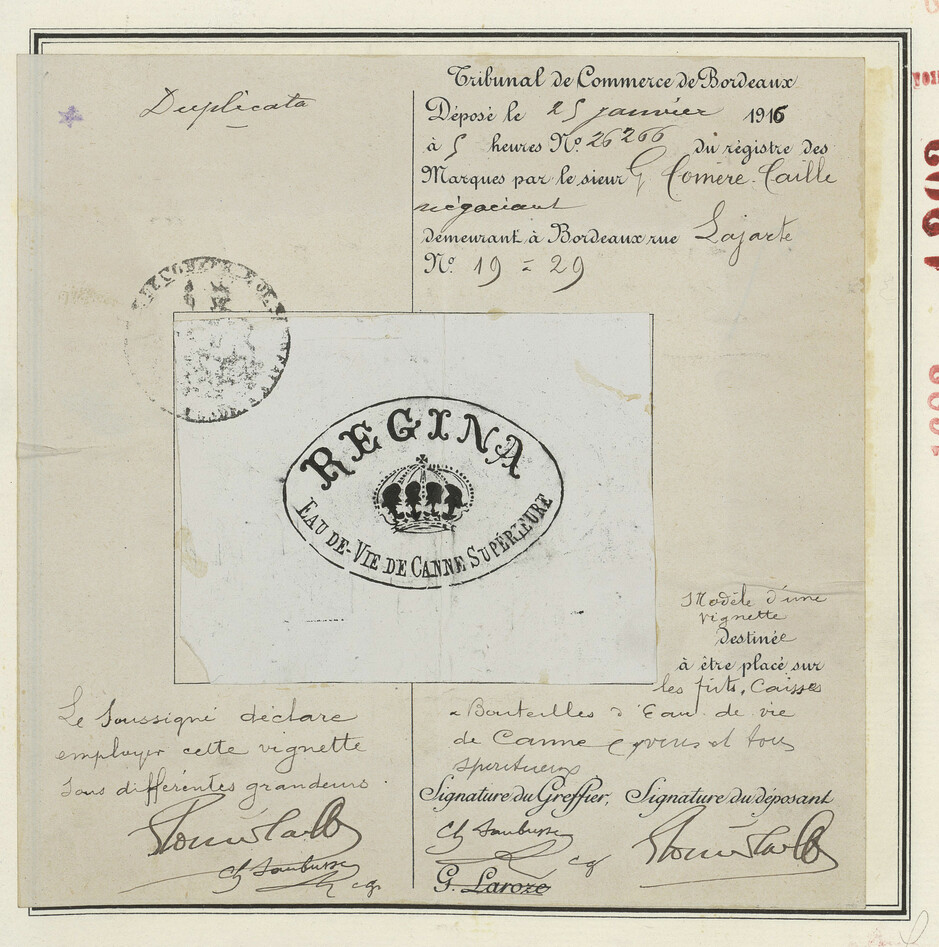 Duplicata
Tribunal de Commerce de Bordeaux
Déposé le 25 janvier 1916
à 5 heures No. 26266 du régistre des
Marques par le sieur G Comère-Caille
négociant
demeurant à Bordeaux rue Lajarte
No. 19 = 29
REGINA
EAU DE-VIE DE CANNE SUPÉRIEURE
Modèle d'une
vignette
destinée
à être placé sur
les fûts, Caisses
Bouteilles d'Eau de vie
de Canne et tous
spiritueux
Le Soussigné déclare
employer cette vignette
sous différentes grandeurs.
Signature du Greffier, Signature du déposant
G. Laroze